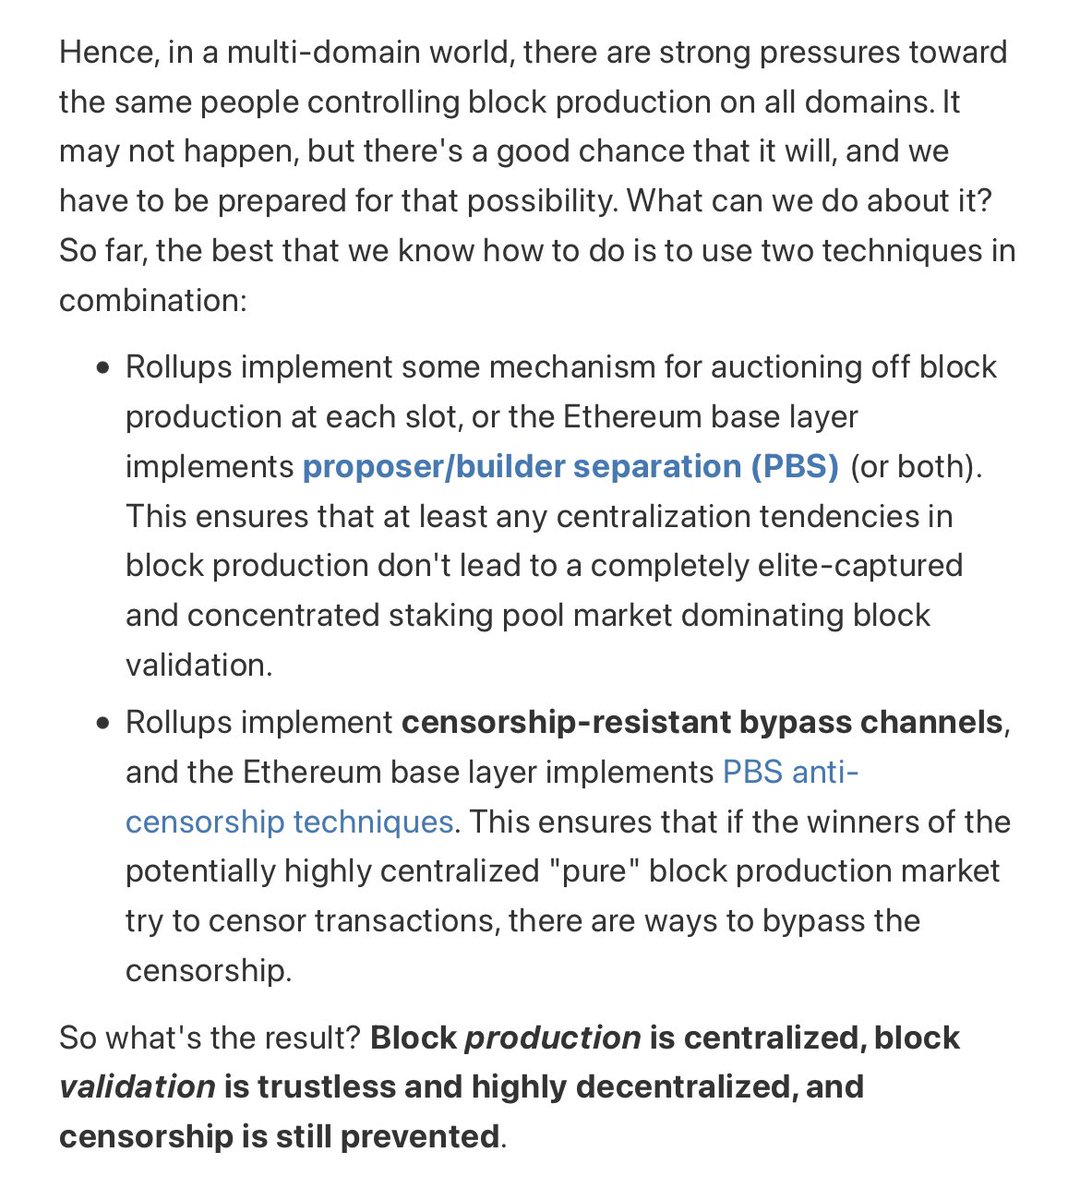 Hence, in a multi-domain world, there are strong pressures toward
the same people controlling block production on all domains. It
may not happen, but there's a good chance that it will, and we
have to be prepared for that possibility. What can we do about it?
So far, the best that we know how to do is to use two techniques in
combination:
• Rollups implement some mechanism for auctioning off block
production at each slot, or the Ethereum base layer
implements proposer/builder separation (PBS) (or both).
This ensures that at least any centralization tendencies in
block production don't lead to a completely elite-captured
and concentrated staking pool market dominating block
validation.
• Rollups implement censorship-resistant bypass channels,
and the Ethereum base layer implements PBS anti-
censorship techniques. This ensures that if the winners of the
potentially highly centralized "pure" block production market
try to censor transactions, there are ways to bypass the
censorship.
So what's the result? Block production is centralized, block
validation is trustless and highly decentralized, and
censorship is still prevented.